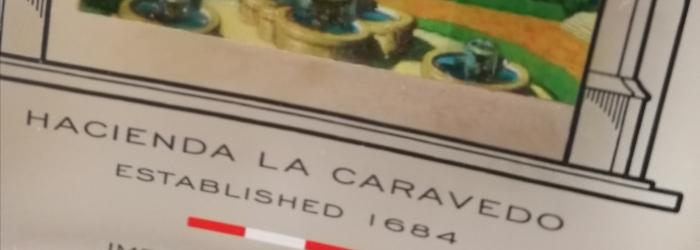 HACIENDA LA CARAVEDO
ESTABLISHED 1684